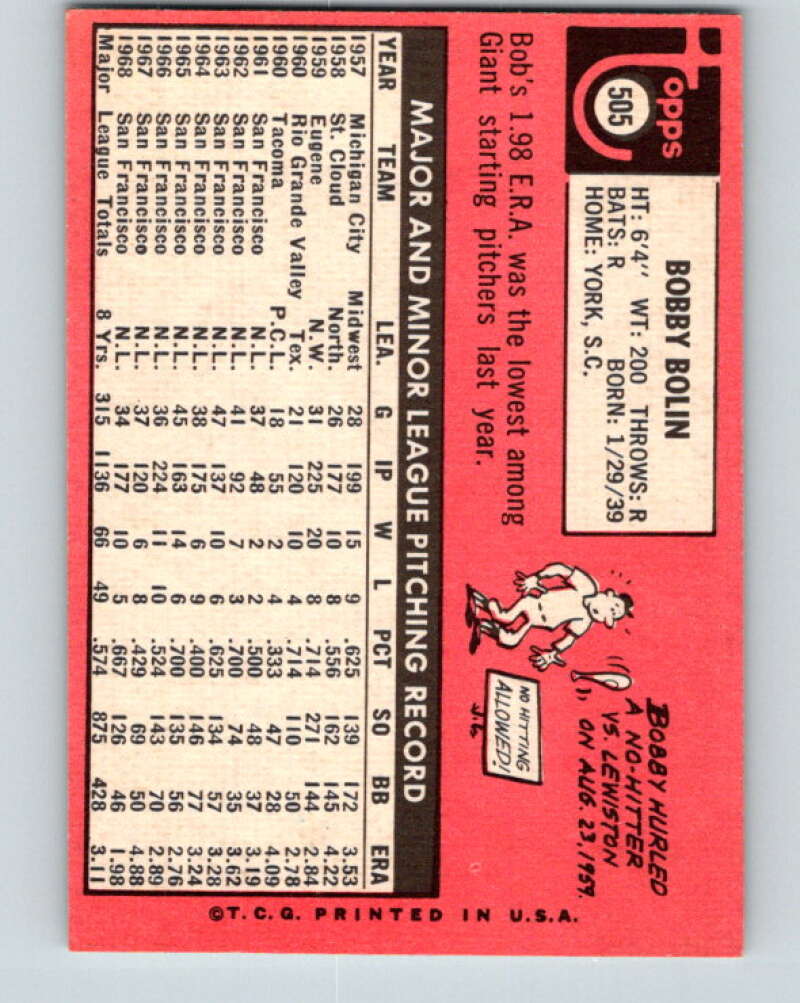 Topps
505
BOBBY BOLIN
HT: 6'4" WT: 200 THROWS: R
BATS: R BORN: 1/29/39
HOME: YORK, S.C.
Bob's 1.98 E.R.A. was the lowest among
Giant starting pitchers last year.
BOBBY HURLED
A NO-HITTER
VS. LEWISTON
ON AUG. 23, 1959.
NO HITTING
ALLOWED!
J.G.
MAJOR AND MINOR LEAGUE PITCHING RECORD
YEAR TEAM LEA. G IP W L PCT SO BB ERA
1957 Michigan City Midwest 28 199 15 9 .625 139 172 3.53
1958 St. Cloud North. 26 177 10 8 .556 162 145 4.22
1959 Eugene N.W. 31 225 20 8 .714 271 144 2.84
1960 Rio Grande Valley Tex. 21 120 10 4 .714 110 50 2.78
1960 Tacoma P.C.L. 18 55 2 4 .333 47 28 4.09
1961 San Francisco N.L. 37 48 2 2 .500 48 37 3.19
1962 San Francisco N.L. 41 92 7 3 .700 74 35 3.62
1963 San Francisco N.L. 47 137 10 6 .625 134 57 3.28
1964 San Francisco N.L. 38 175 6 9 .400 146 77 3.24
1965 San Francisco N.L. 45 163 14 6 .700 135 56 2.76
1966 San Francisco N.L. 36 224 11 10 .524 143 70 2.89
1967 San Francisco N.L. 37 120 6 8 .429 69 50 4.88
1968 San Francisco N.L. 34 177 10 5 .667 126 46 1.98
Major League Totals 8 Yrs. 315 1136 66 49 .574 875 428 3.11
©T.C.G. PRINTED IN U.S.A.